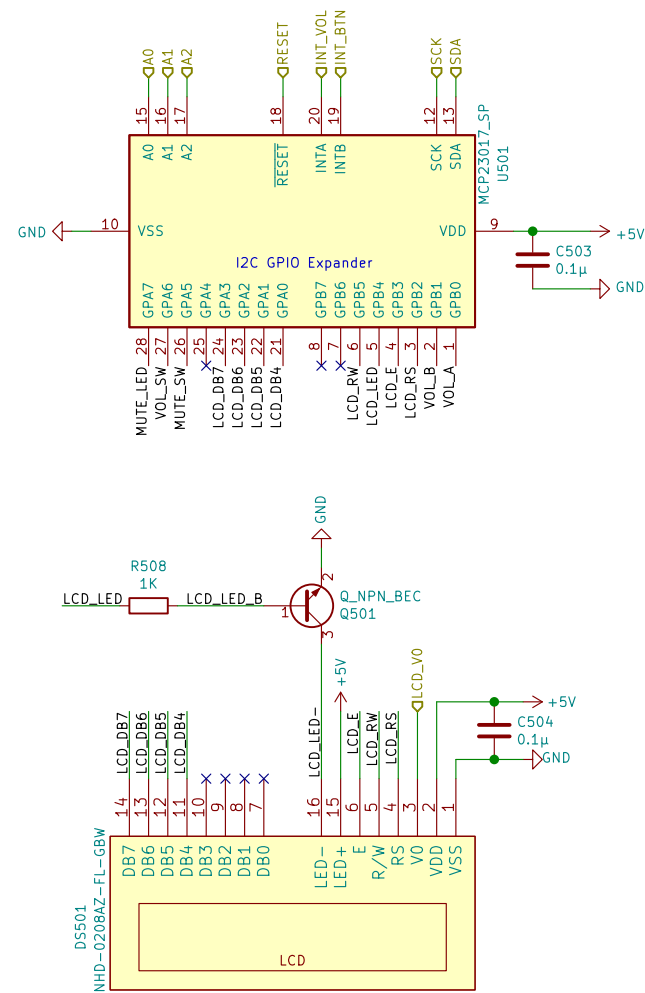 A0
A1
A2
RESET
INT_VOL
INT_BTN
SCK
SDA
15
16
17
18
20
19
12
13
A0
A1
A2
RESET
INTA
INTB
SCK
SDA
MCP23017_SP
U501
GND
10
VSS
VDD
9
+5V
C503
0.1µ
GND
I2C GPIO Expander
GPA7
GPA6
GPA5
GPA4
GPA3
GPA2
GPA1
GPA0
GPB7
GPB6
GPB5
GPB4
GPB3
GPB2
GPB1
GPB0
28
27
26
25
24
23
22
21
8
7
6
5
4
3
2
1
MUTE_LED
VOL_SW
MUTE_SW
LCD_DB7
LCD_DB6
LCD_DB5
LCD_DB4
LCD_RW
LCD_LED
LCD_E
LCD_RS
VOL_B
VOL_A
GND
R508
1K
LCD_LED
LCD_LED_B
1
2
3
Q_NPN_BEC
Q501
LCD_DB7
LCD_DB6
LCD_DB5
LCD_DB4
LCD_LED-
+5V
LCD_E
LCD_RW
LCD_RS
LCD_V0
+5V
C504
0.1µ
GND
14
13
12
11
10
9
8
7
16
15
6
5
4
3
2
1
DB7
DB6
DB5
DB4
DB3
DB2
DB1
DB0
LED-
LED+
E
R/W
RS
V0
VDD
VSS
DS501
NHD-0208AZ-FL-GBW
LCD